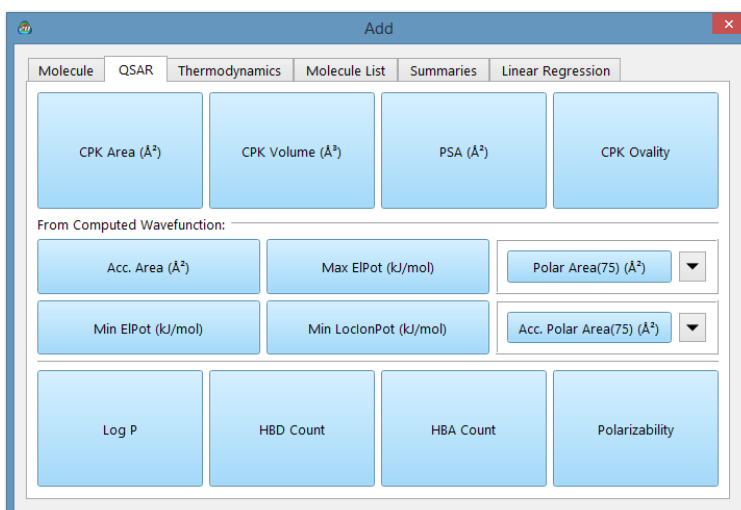 Add
Molecule QSAR Thermodynamics Molecule List Summaries Linear Regression
CPK Area (Å²) CPK Volume (Å³) PSA (Å²) CPK Ovality
From Computed Wavefunction:
Acc. Area (Å²) Max ElPot (kJ/mol) Polar Area(75) (Å²)
Min ElPot (kJ/mol) Min LocIonPot (kJ/mol) Acc. Polar Area(75) (Å²)
Log P HBD Count HBA Count Polarizability